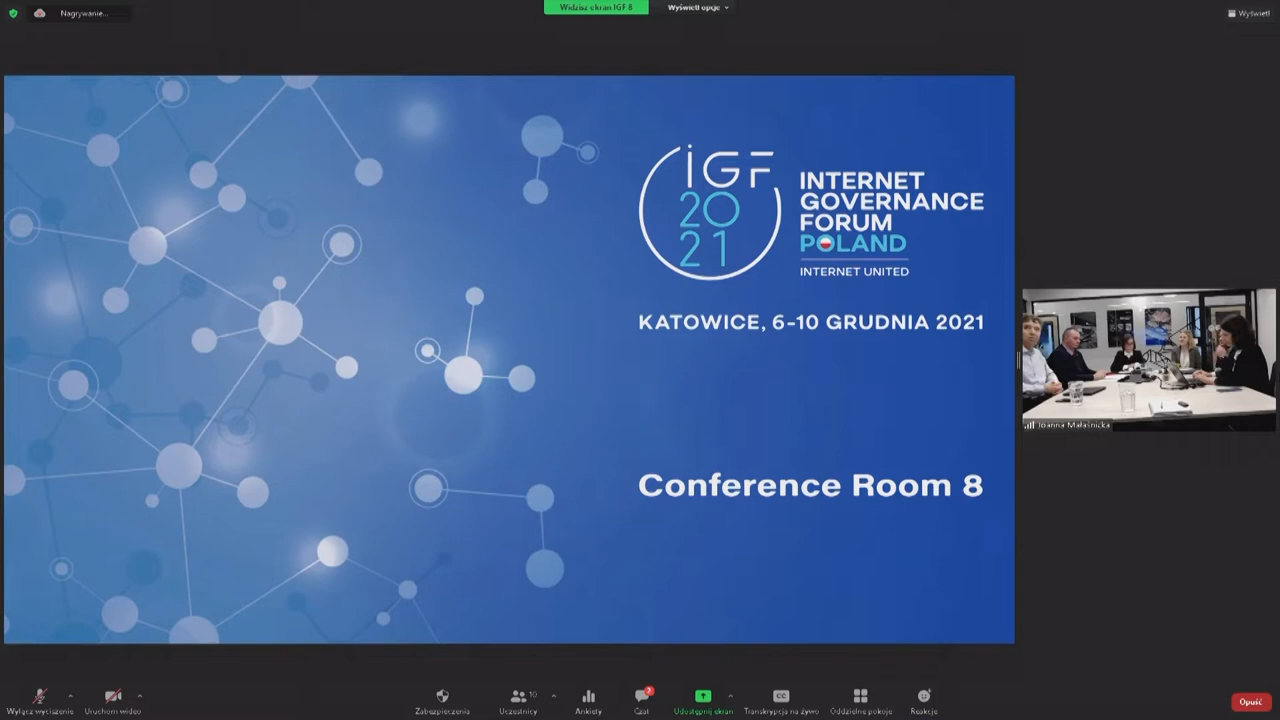 Nagrywanie...
Widzisz ekran IGF 8
Wyświetl opcje
Wyświetl
iGF
20
21
INTERNET
GOVERNANCE
FORUM
POLAND
INTERNET UNITED
KATOWICE, 6-10 GRUDNIA 2021
Conference Room 8
Joanna Małaśnicka
Wyłącz wyciszenie
Uruchom wideo
Zabezpieczenia
10
Uczestnicy
Ankiety
Czat
Udostępnij ekran
CC
Transkrypcja na żywo
Oddzielne pokoje
Reakcje
Opuść